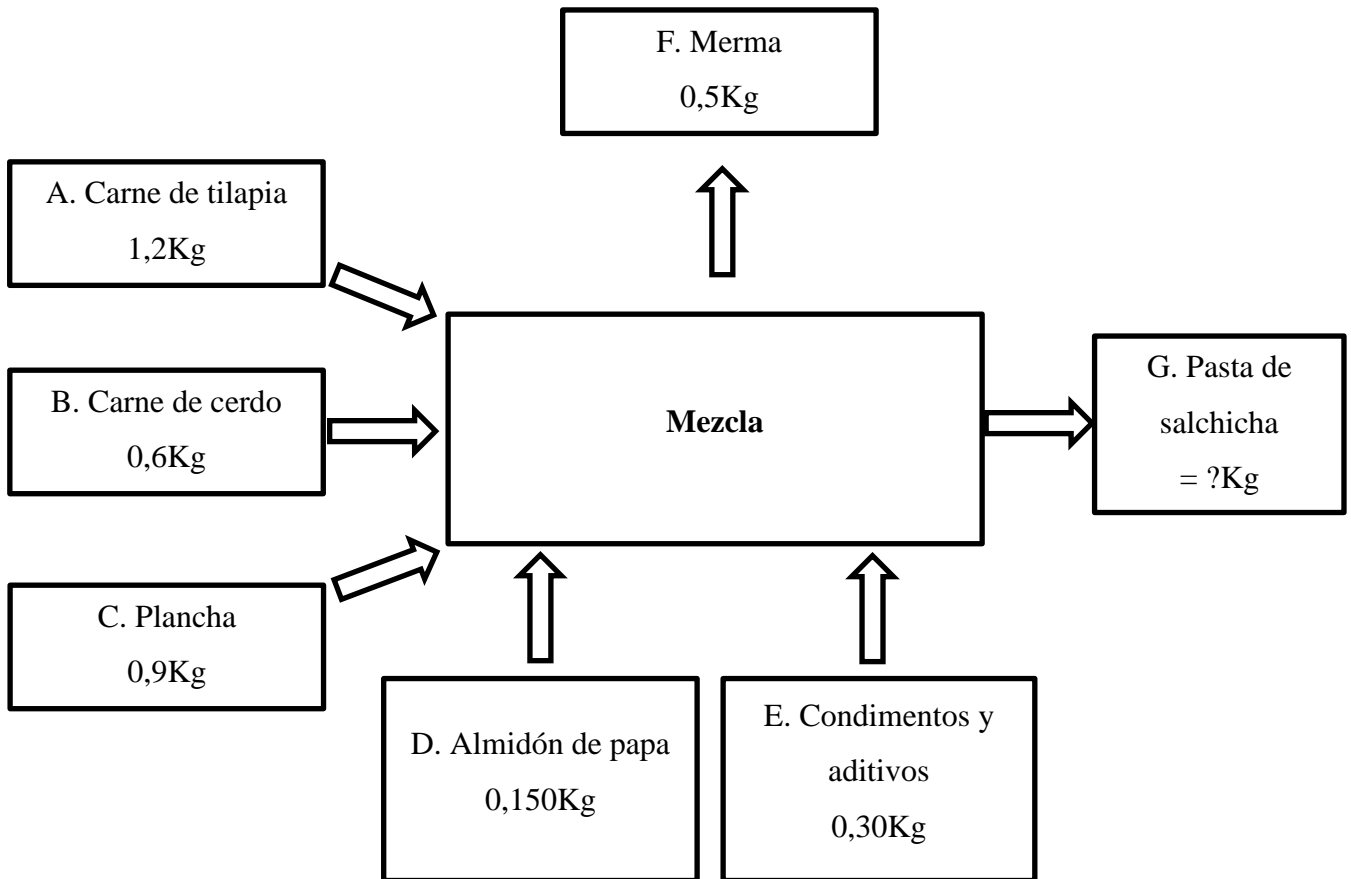 F. Merma
0,5Kg
A. Carne de tilapia
1,2Kg
B. Carne de cerdo
0,6Kg
Mezcla
G. Pasta de
salchicha
= ?Kg
C. Plancha
0,9Kg
D. Almidón de papa
0,150Kg
E. Condimentos y
aditivos
0,30Kg